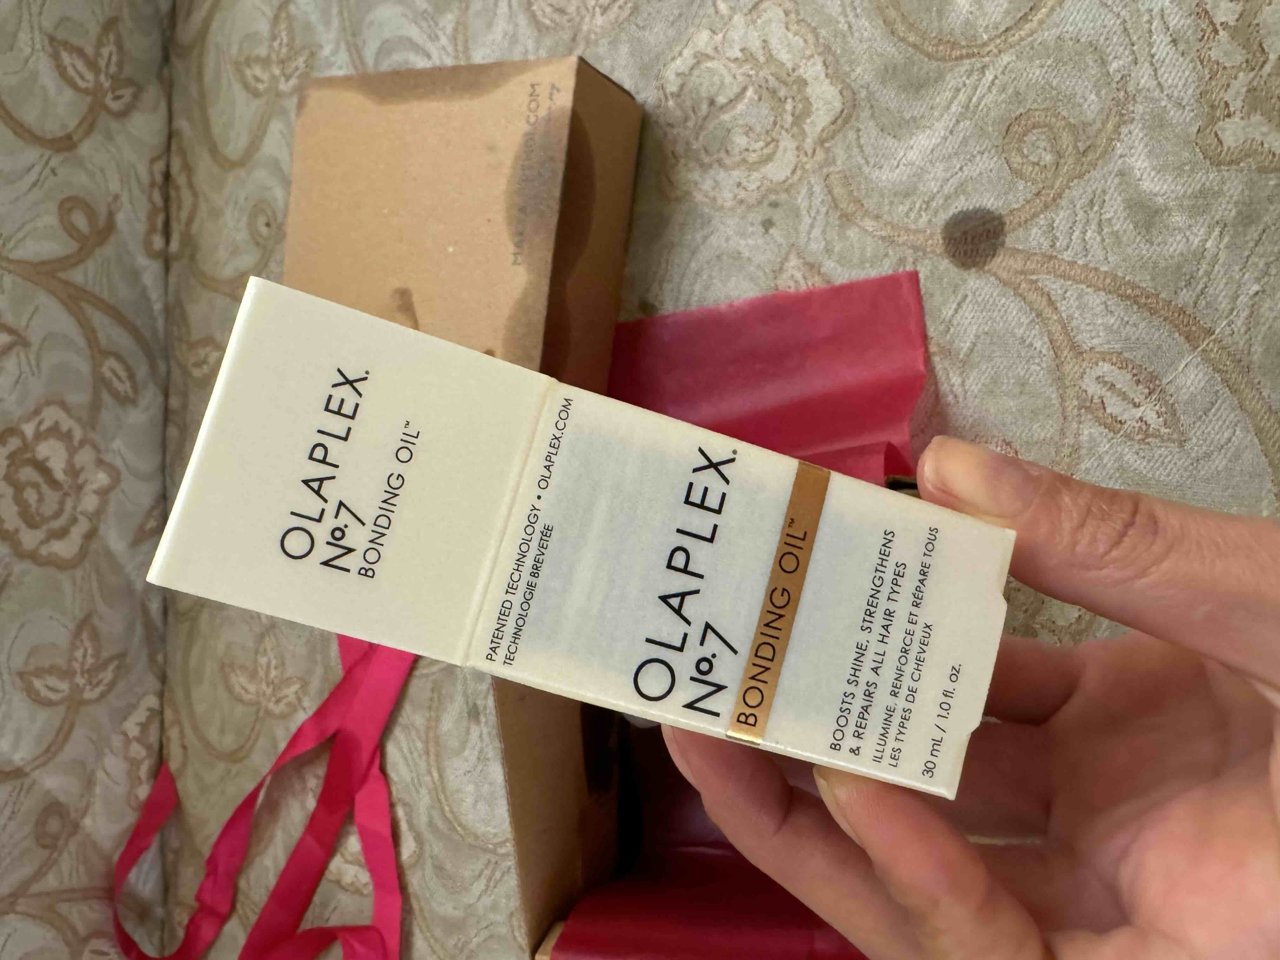 OLAPLEX.
No.7
BONDING OIL™
PATENTED TECHNOLOGY • OLAPLEX.COM
TECHNOLOGIE BREVETÉE
OLAPLEX.
No.7
BONDING OIL™
BOOSTS SHINE, STRENGTHENS
& REPAIRS ALL HAIR TYPES
ILLUMINE, RENFORCE ET RÉPARE TOUS
LES TYPES DE CHEVEUX
30 mL / 1.0 fl. oz.